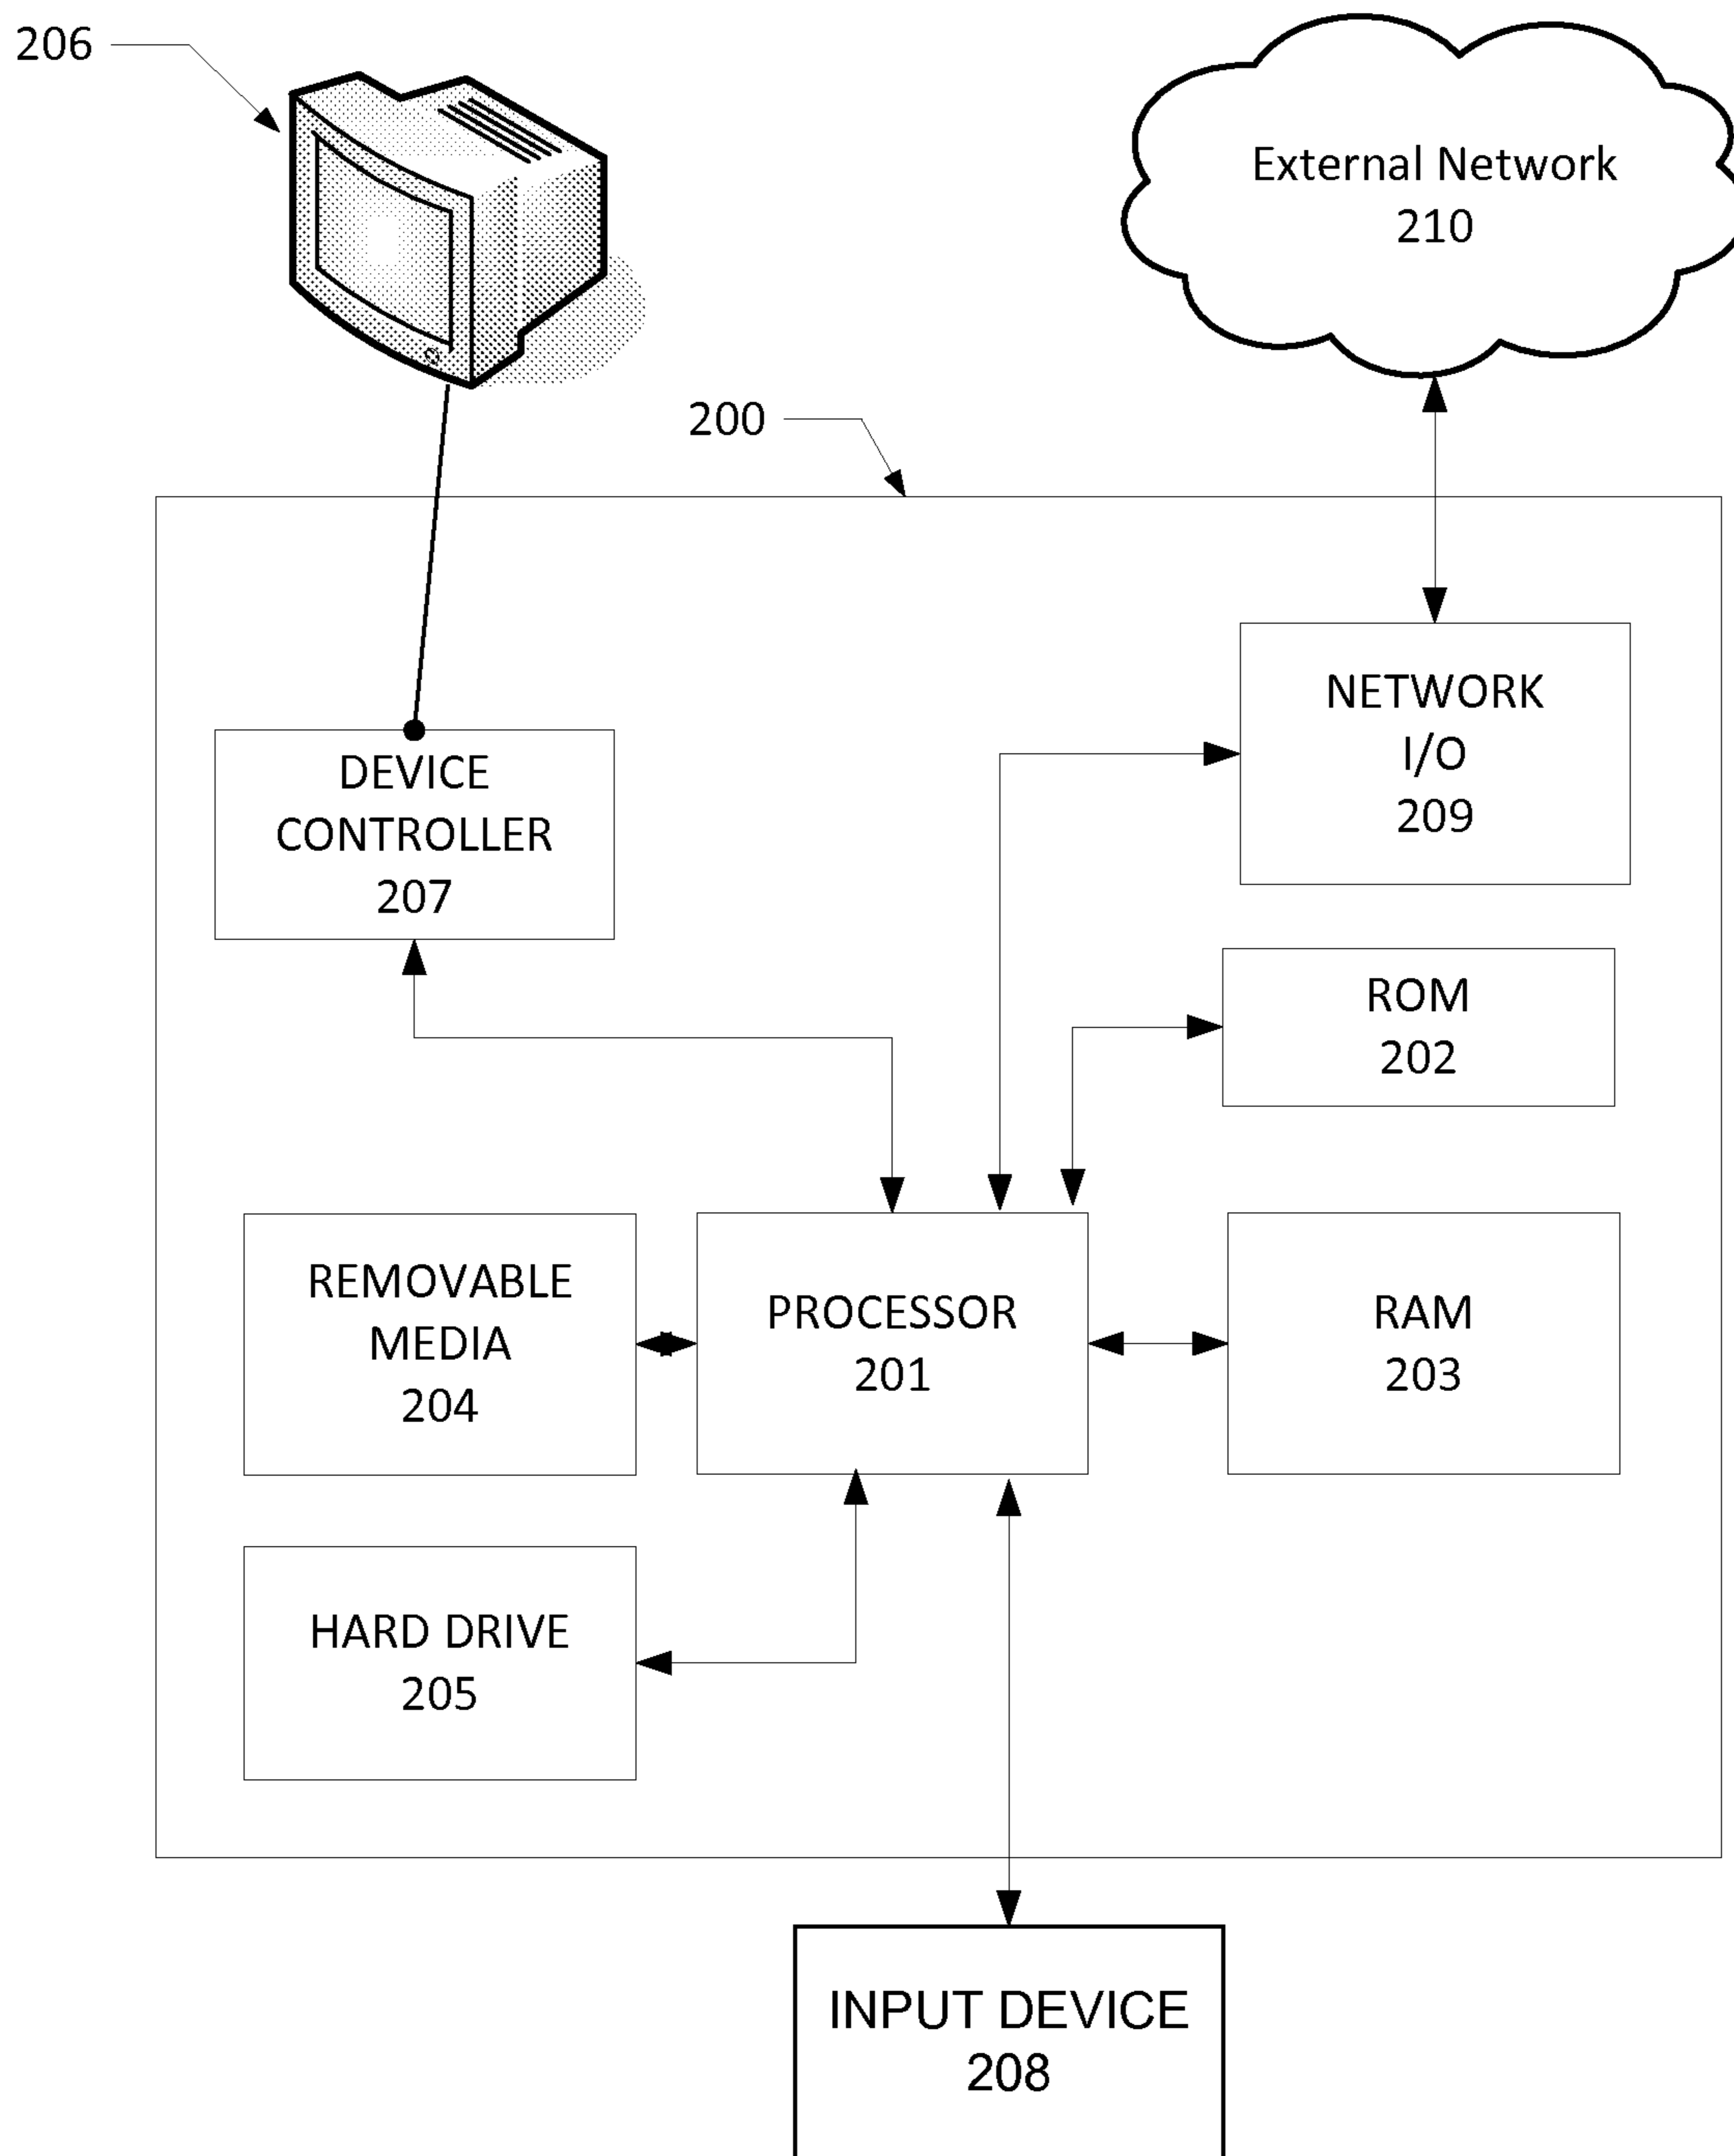 206
External Network
210
200
NETWORK
I/O
209
DEVICE
CONTROLLER
207
ROM
202
REMOVABLE
MEDIA
204
PROCESSOR
201
RAM
203
HARD DRIVE
205
INPUT DEVICE
208